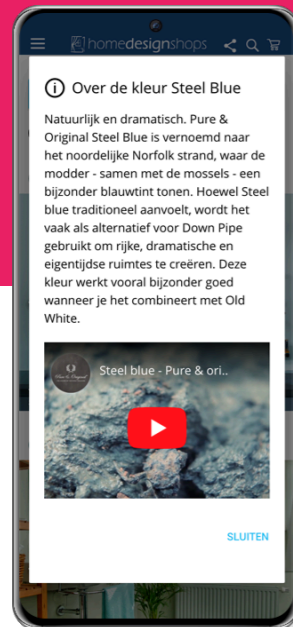 homedesignshops
Over de kleur Steel Blue
Natuurlijk en dramatisch. Pure &
Original Steel Blue is vernoemd naar
het noordelijke Norfolk strand, waar de
modder - samen met de mossels - een
bijzonder blauwtint tonen. Hoewel Steel
blue traditioneel aanvoelt, wordt het
vaak als alternatief voor Down Pipe
gebruikt om rijke, dramatische en
eigentijdse ruimtes te creëren. Deze
kleur werkt vooral bijzonder goed
wanneer je het combineert met Old
White.
Steel blue - Pure & ori..
SLUITEN